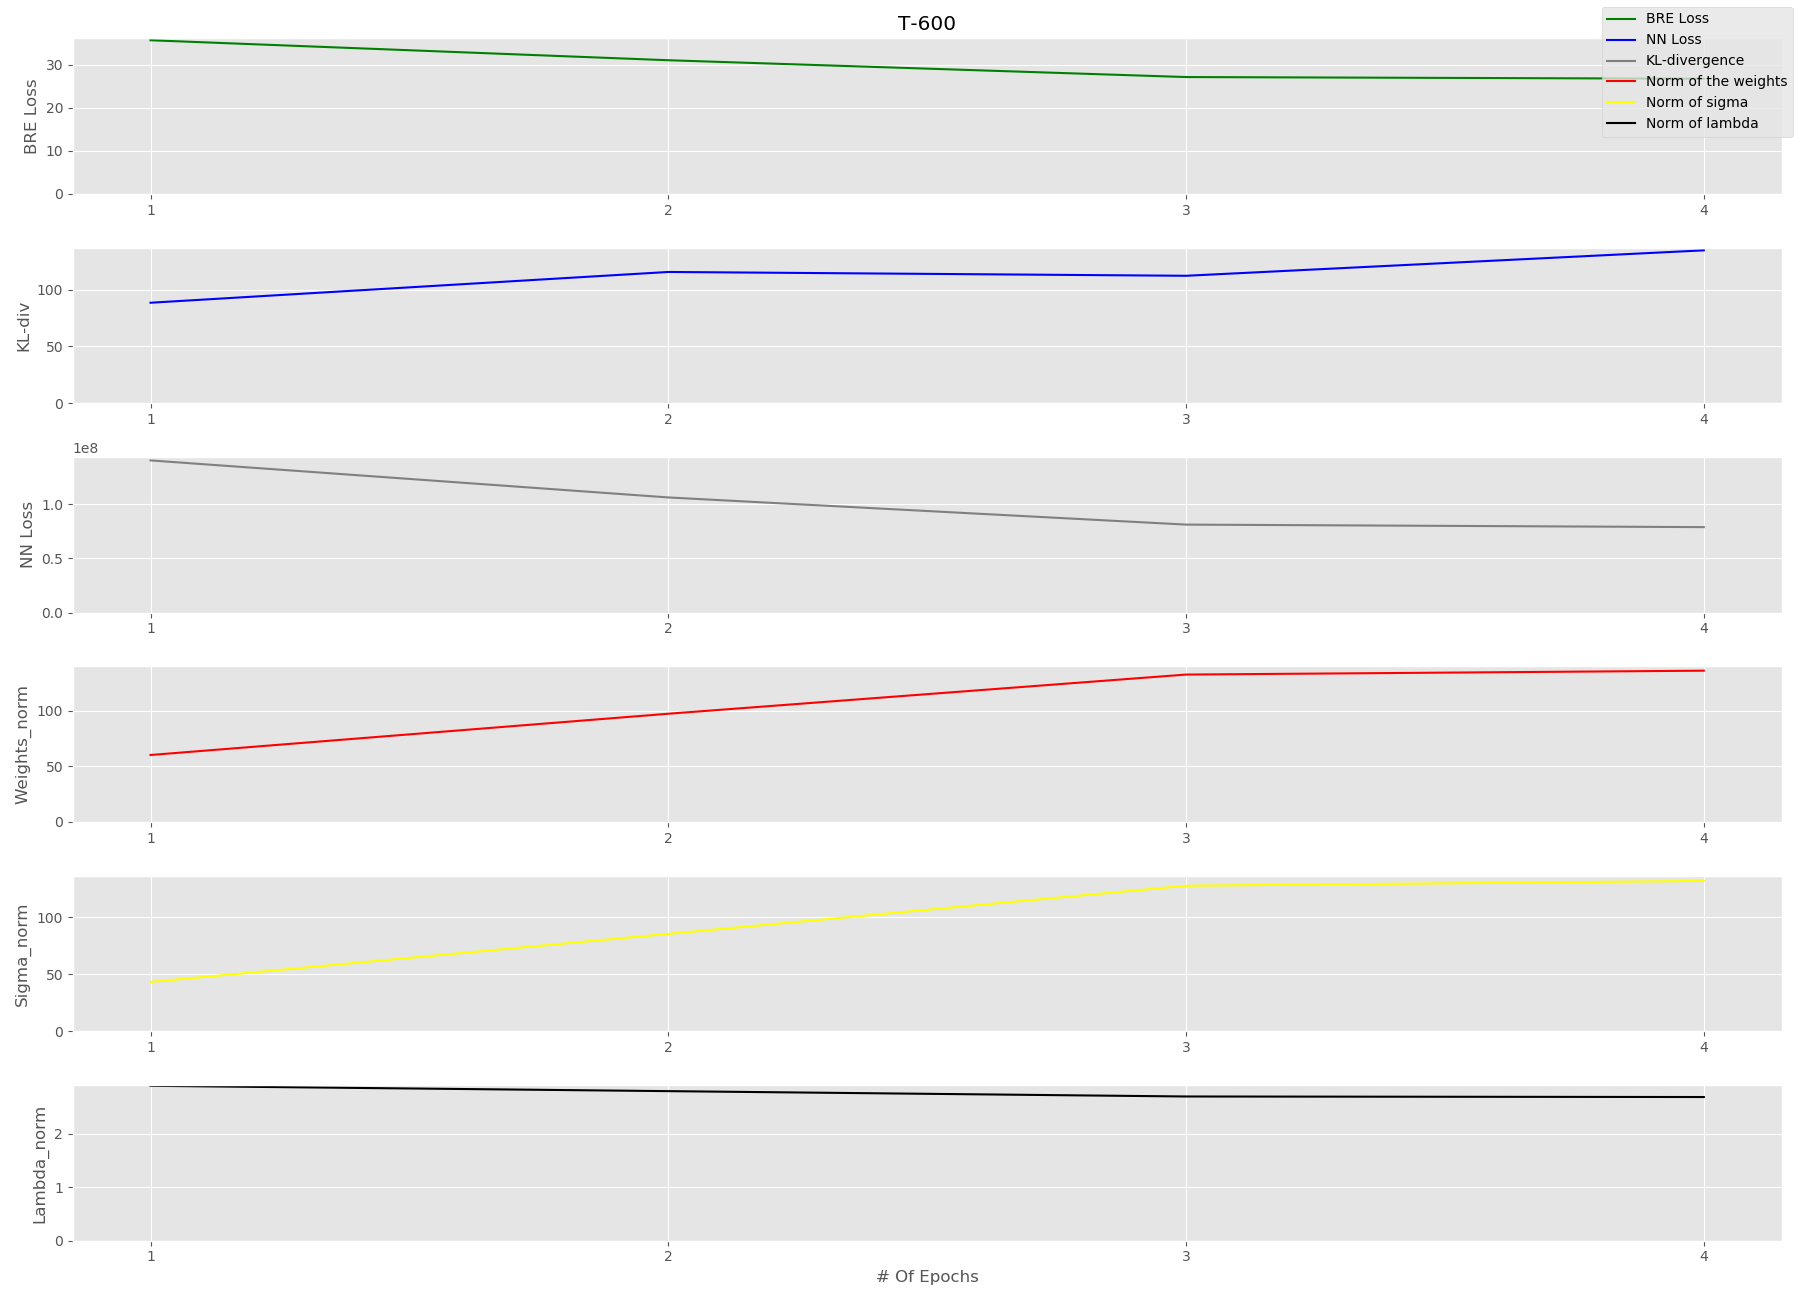 T-600
BRE Loss
NN Loss
KL-divergence
Norm of the weights
Norm of sigma
Norm of lambda
BRE Loss
30
20
10
0
1 2 3 4
KL-div
100
50
0
1 2 3 4
1e8
NN Loss
1.0
0.5
0.0
1 2 3 4
Weights_norm
100
50
0
1 2 3 4
Sigma_norm
100
50
0
1 2 3 4
Lambda_norm
2
1
0
1 2 3 4
# Of Epochs